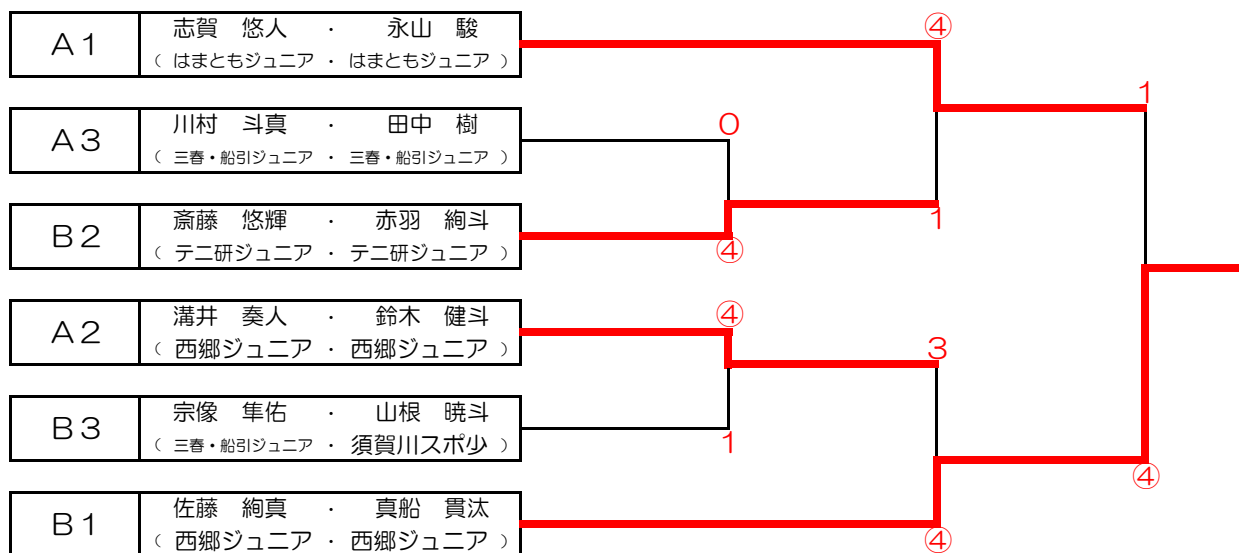 A1
志賀　悠人　・　永山　駿
（ はまともジュニア ・ はまともジュニア ）
④
1
A3
川村　斗真　・　田中　樹
（ 三春・船引ジュニア ・ 三春・船引ジュニア ）
0
B2
斎藤　悠輝　・　赤羽　絢斗
（ テニ研ジュニア ・ テニ研ジュニア ）
④
1
A2
溝井　奏人　・　鈴木　健斗
（ 西郷ジュニア ・ 西郷ジュニア ）
④
3
B3
宗像　隼佑　・　山根　暁斗
（ 三春・船引ジュニア ・ 須賀川スポ少 ）
1
④
B1
佐藤　絢真　・　真船　貫汰
（ 西郷ジュニア ・ 西郷ジュニア ）
④